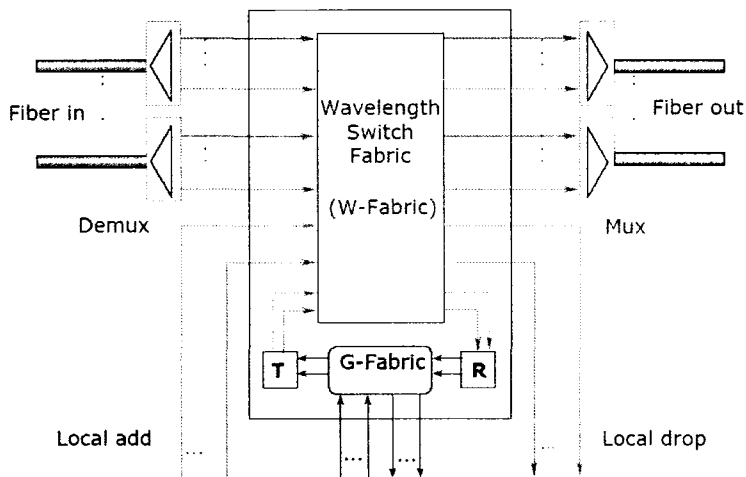 Fiber in
Wavelength
Switch
Fabric
(W-Fabric)
Fiber out
Demux
Mux
T
G-Fabric
R
Local add
Local drop